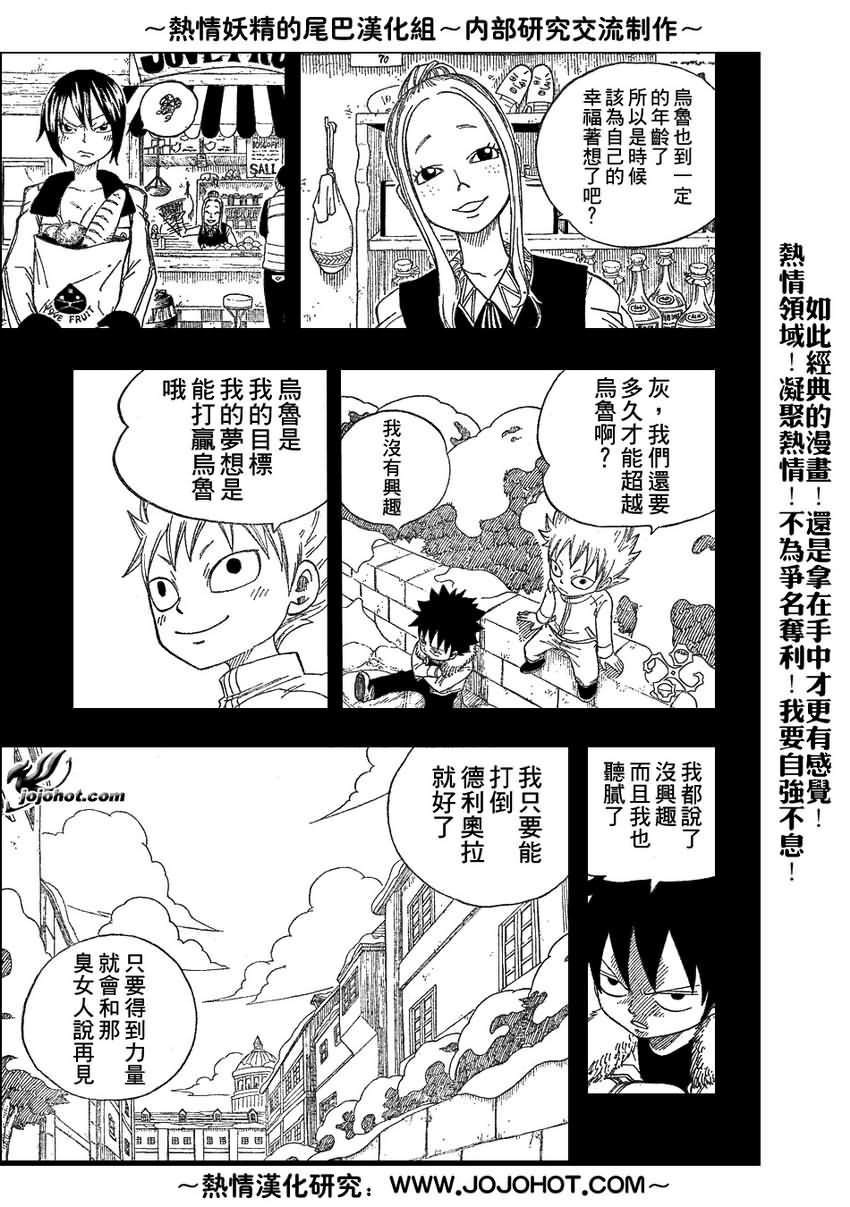 ～熱情妖精的尾巴漢化組～内部研究交流制作～
烏魯也到一定
的年齡了
所以是時候
該為自己的
幸福著想了吧？
70
SALL
LOVE FRUIT
灰，我們還要
多久才能超越
烏魯啊？
我沒有興趣
烏魯是
我的目標
我的夢想是
能打贏烏魯
哦
我都說了
沒興趣
而且我也
聽膩了
我只要能
打倒
德利奧拉
就好了
只要得到力量
就會和那
臭女人說再見
jojohot.com
如此經典的漫畫！還是拿在手中才更有感覺！
熱情領域！凝聚熱情！不為爭名奪利！我要自強不息！
～熱情漢化研究：WWW.JOJOHOT.COM～